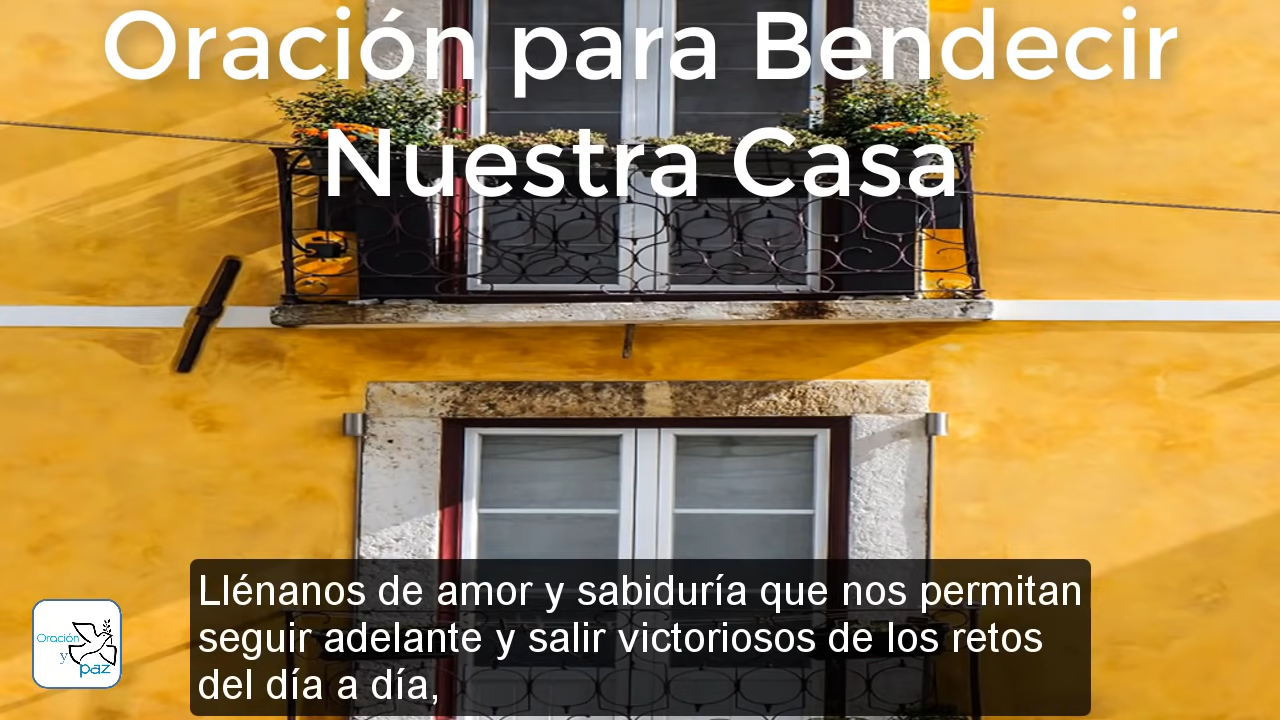 Oración para Bendecir
Nuestra Casa
Llénanos de amor y sabiduría que nos permitan
seguir adelante y salir victoriosos de los retos
del día a día,
Oración
y
paz